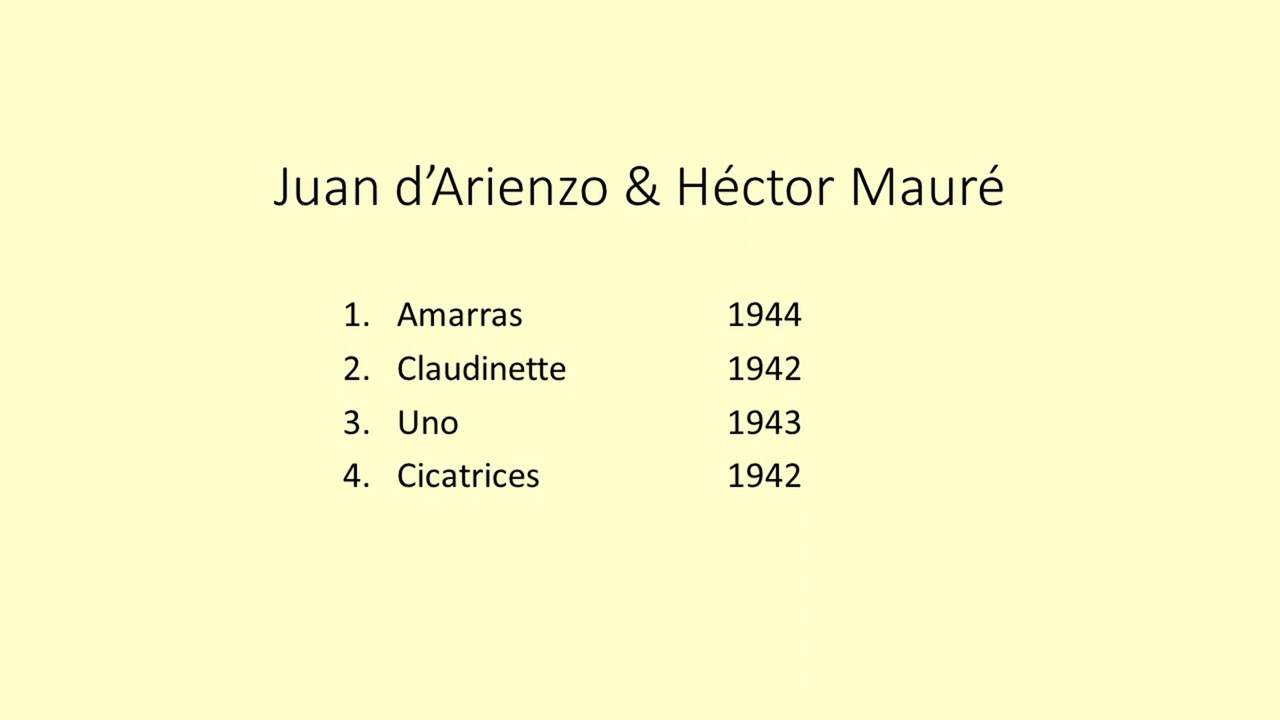 Juan d’Arienzo & Héctor Mauré
1. Amarras 1944
2. Claudinette 1942
3. Uno 1943
4. Cicatrices 1942